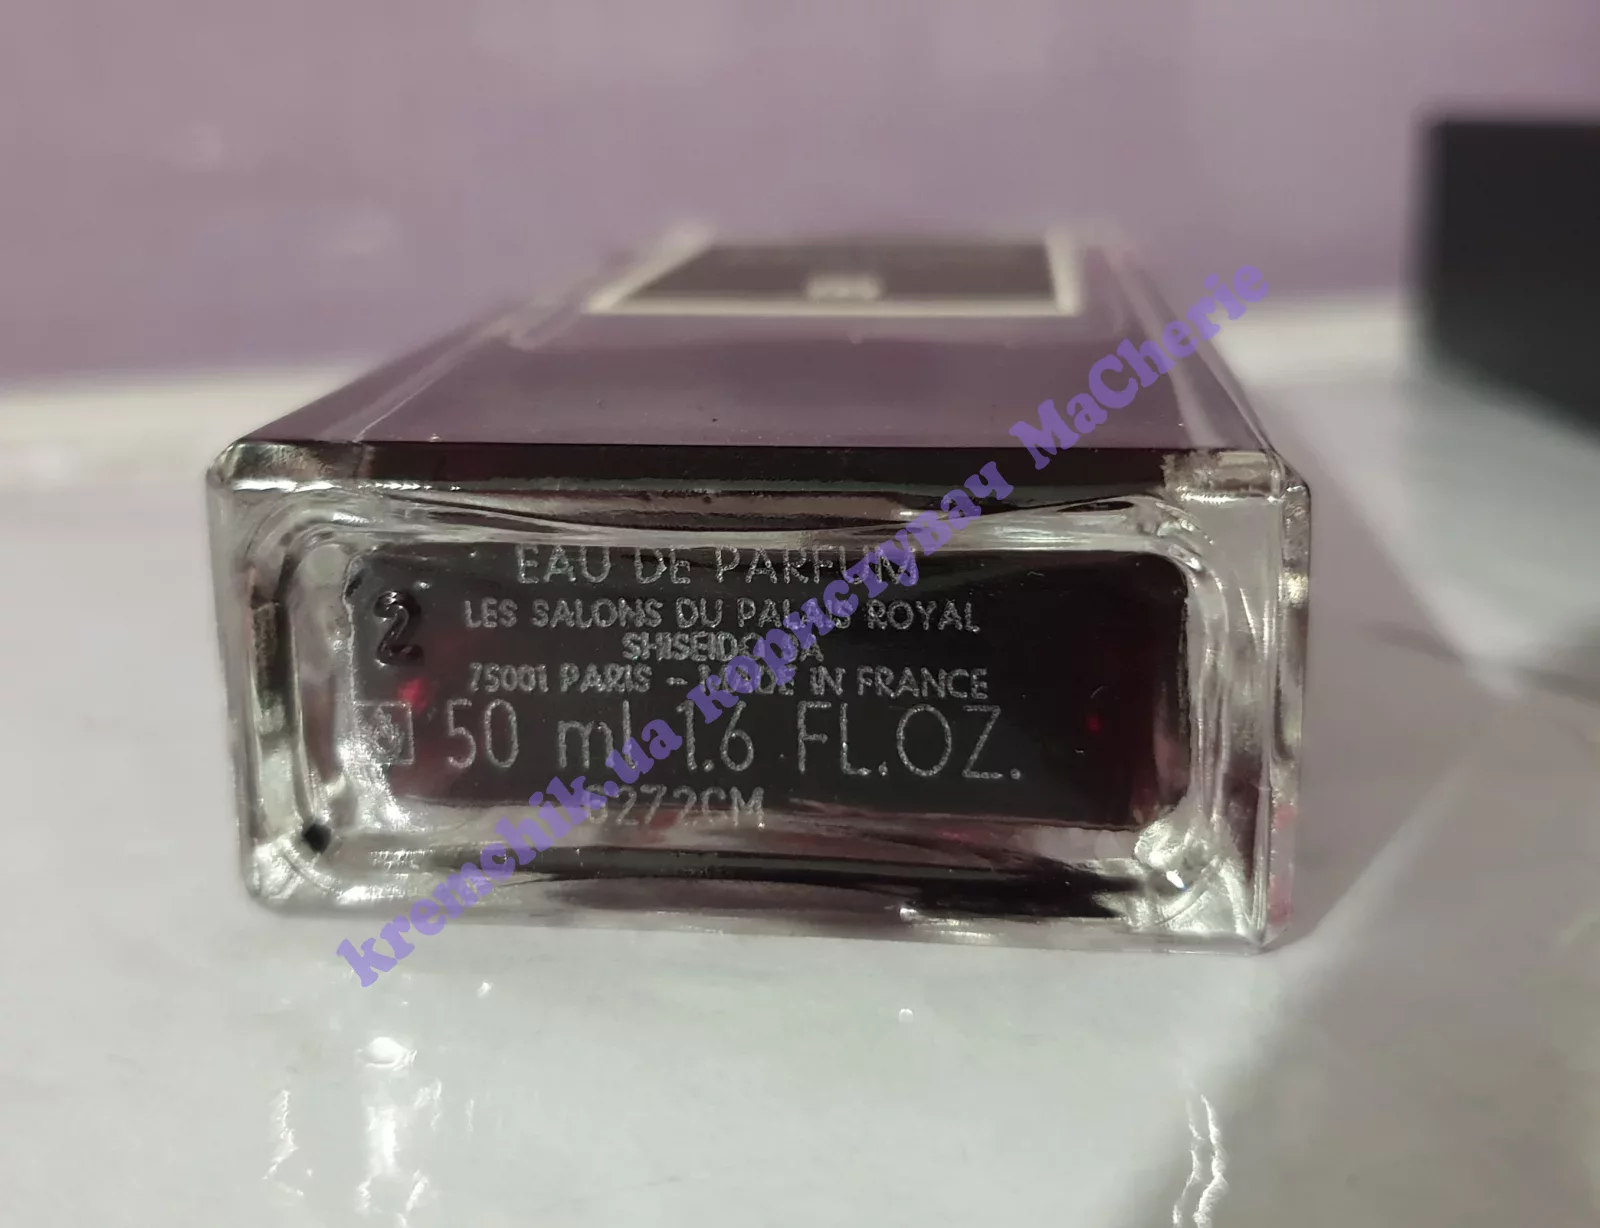 EAU DE PARFUM
2
LES SALONS DU PALAIS ROYAL
SHISEIDO SA
75001 PARIS - MADE IN FRANCE
50 ml 1.6 FL.OZ.
kremchik.ua користувач MaCherie